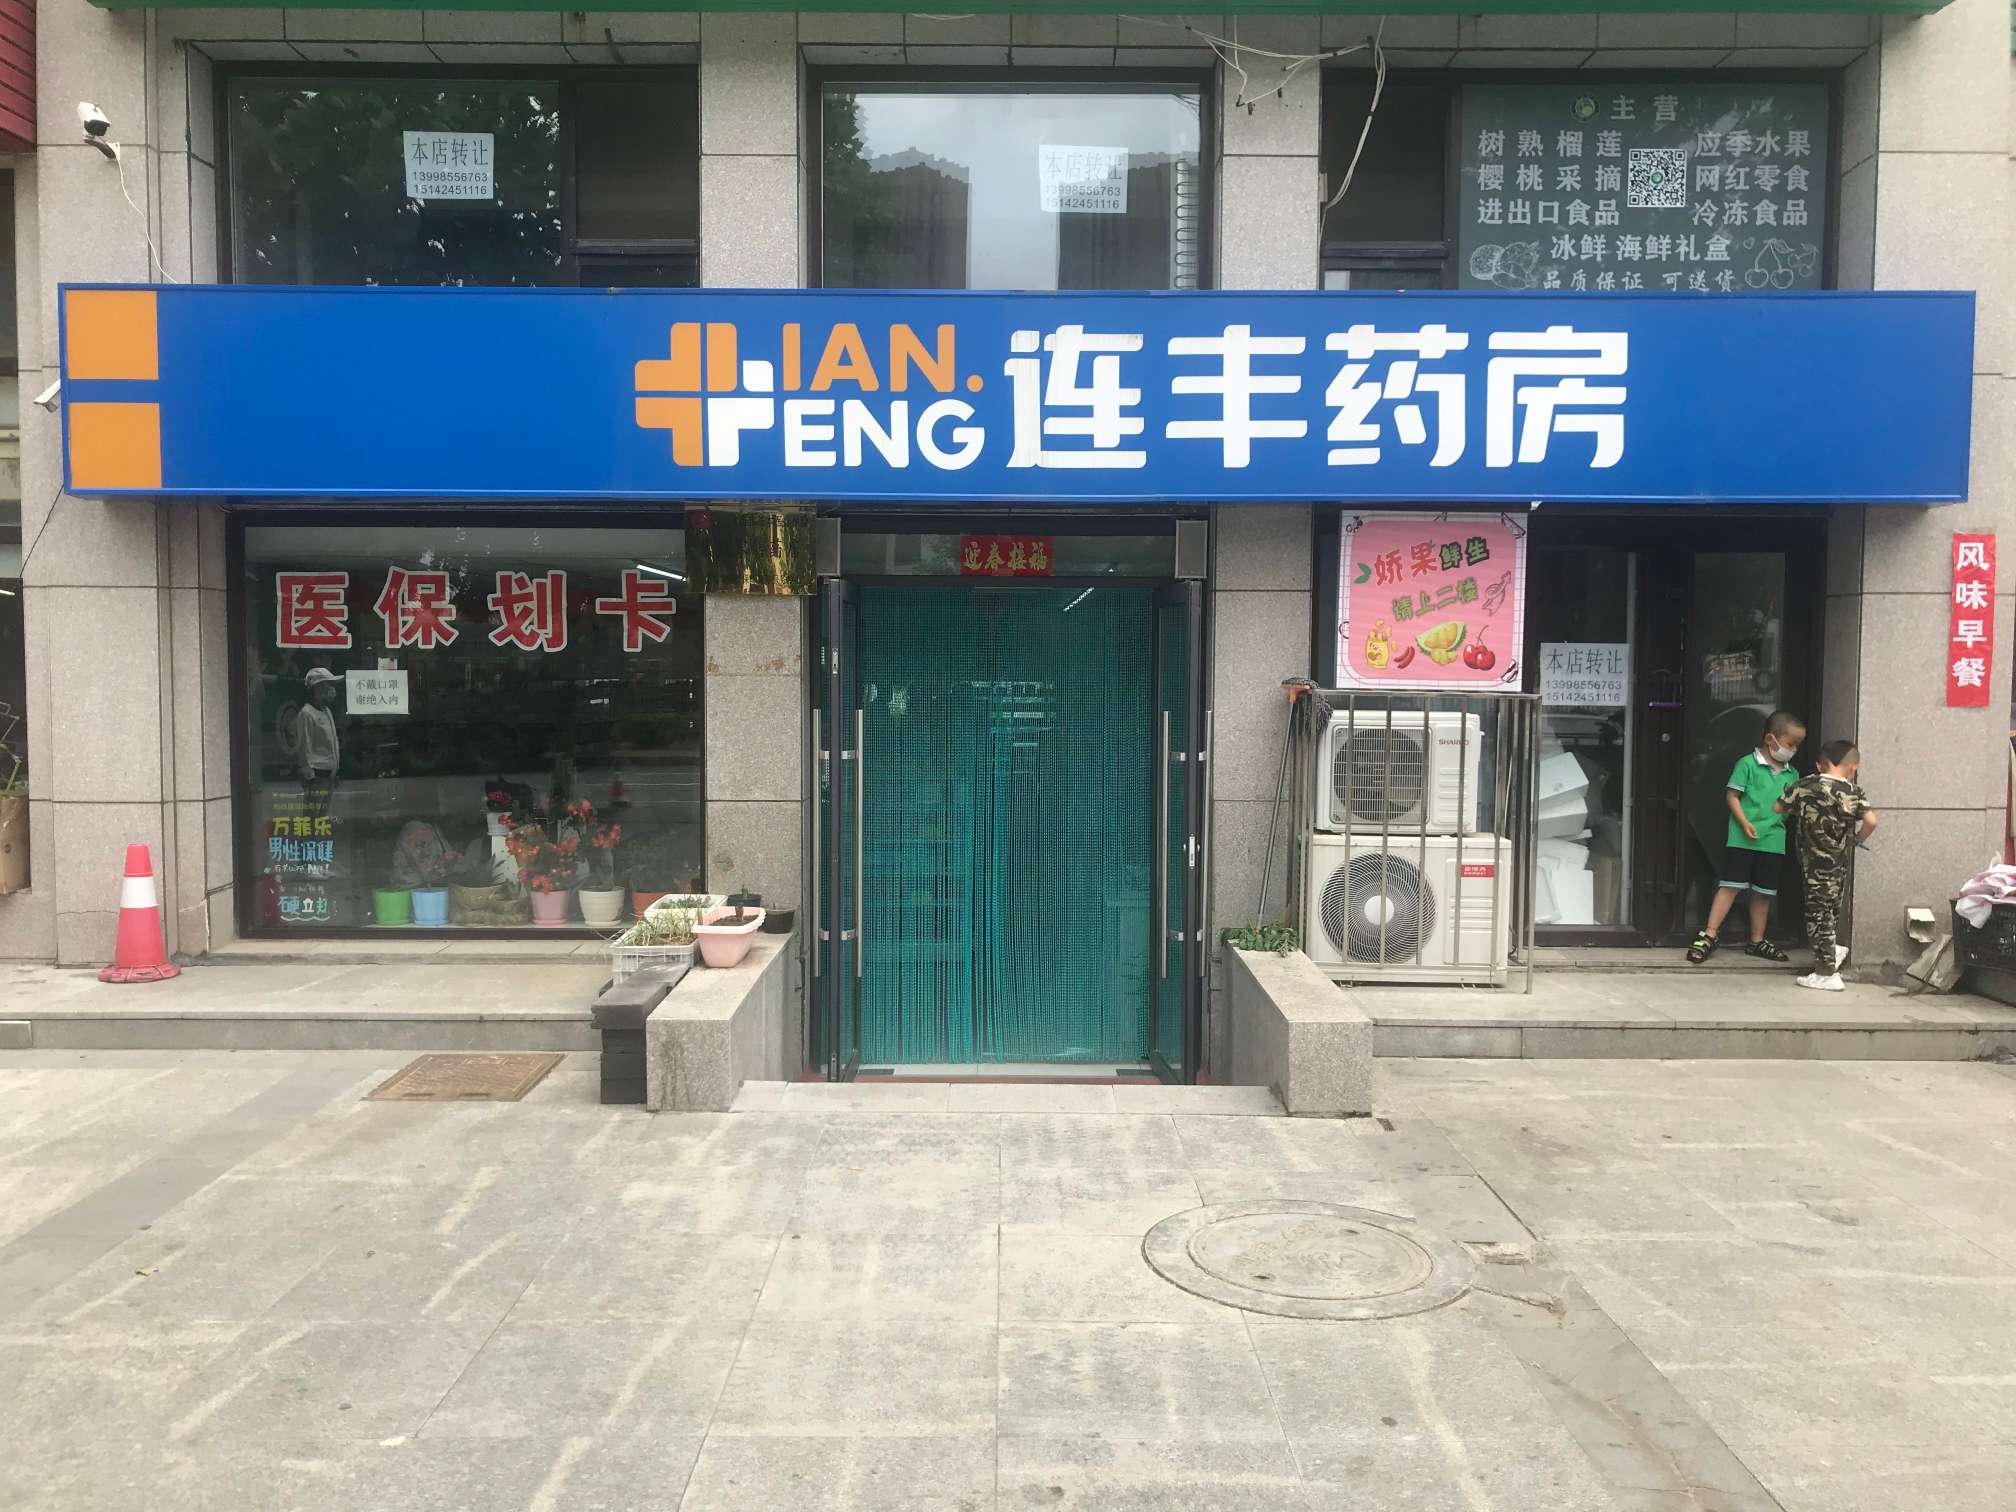 本店转让
13998556763
15142451116
本店转让
13998556763
15142451116
主营
树熟榴莲 应季水果
樱桃采摘 网红零食
进出口食品 冷冻食品
冰鲜 海鲜礼盒
品质保证 可送货
IAN.
FENG
连丰药房
医保划卡
不戴口罩
谢绝入内
万菲乐
男性保健
迎春接福
娇果鲜生
请上二楼
本店转让
13998556763
15142451116
风味早餐